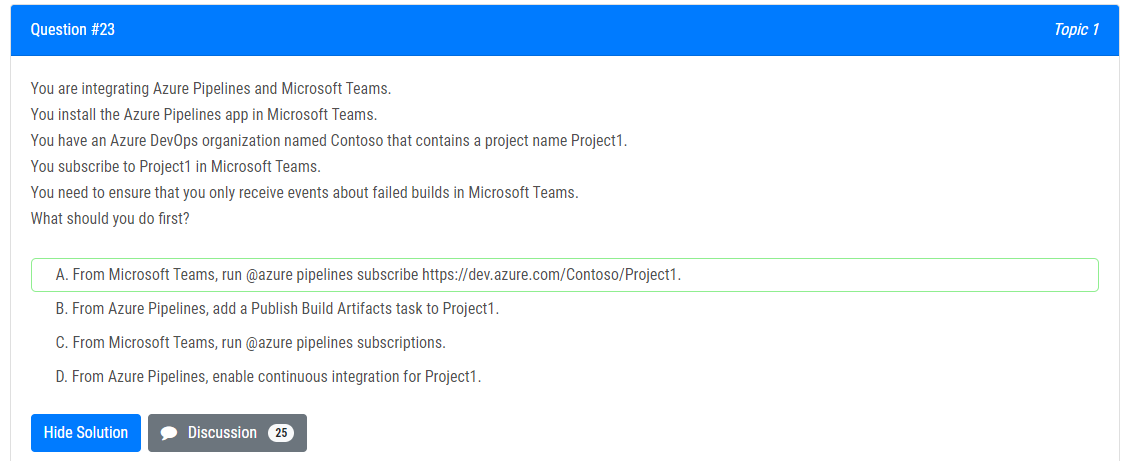 Question #23
Topic 1
You are integrating Azure Pipelines and Microsoft Teams.
You install the Azure Pipelines app in Microsoft Teams.
You have an Azure DevOps organization named Contoso that contains a project name Project1.
You subscribe to Project1 in Microsoft Teams.
You need to ensure that you only receive events about failed builds in Microsoft Teams.
What should you do first?
A. From Microsoft Teams, run @azure pipelines subscribe https://dev.azure.com/Contoso/Project1.
B. From Azure Pipelines, add a Publish Build Artifacts task to Project1.
C. From Microsoft Teams, run @azure pipelines subscriptions.
D. From Azure Pipelines, enable continuous integration for Project1.
Hide Solution
Discussion 25